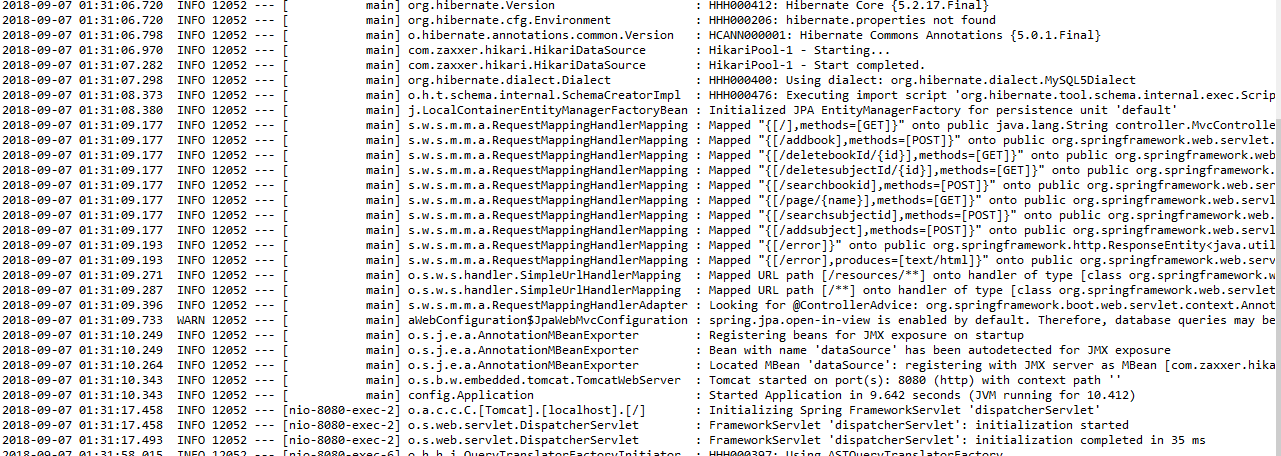 2018-09-07 01:31:06.720  INFO 12052 --- [           main] org.hibernate.Version                    : HHH000412: Hibernate Core {5.2.17.Final}
2018-09-07 01:31:06.720  INFO 12052 --- [           main] org.hibernate.cfg.Environment            : HHH000206: hibernate.properties not found
2018-09-07 01:31:06.798  INFO 12052 --- [           main] o.hibernate.annotations.common.Version   : HCANN000001: Hibernate Commons Annotations {5.0.1.Final}
2018-09-07 01:31:06.970  INFO 12052 --- [           main] com.zaxxer.hikari.HikariDataSource       : HikariPool-1 - Starting...
2018-09-07 01:31:07.282  INFO 12052 --- [           main] com.zaxxer.hikari.HikariDataSource       : HikariPool-1 - Start completed.
2018-09-07 01:31:07.298  INFO 12052 --- [           main] org.hibernate.dialect.Dialect            : HHH000400: Using dialect: org.hibernate.dialect.MySQL5Dialect
2018-09-07 01:31:08.373  INFO 12052 --- [           main] o.h.t.schema.internal.SchemaCreatorImpl  : HHH000476: Executing import script 'org.hibernate.tool.schema.internal.exec.Scrip
2018-09-07 01:31:08.380  INFO 12052 --- [           main] j.LocalContainerEntityManagerFactoryBean : Initialized JPA EntityManagerFactory for persistence unit 'default'
2018-09-07 01:31:09.177  INFO 12052 --- [           main] s.w.s.m.m.a.RequestMappingHandlerMapping : Mapped "{[/],methods=[GET]}" onto public java.lang.String controller.MvcControlle
2018-09-07 01:31:09.177  INFO 12052 --- [           main] s.w.s.m.m.a.RequestMappingHandlerMapping : Mapped "{[/addbook],methods=[POST]}" onto public org.springframework.web.servlet.
2018-09-07 01:31:09.177  INFO 12052 --- [           main] s.w.s.m.m.a.RequestMappingHandlerMapping : Mapped "{[/deletebookId/{id}],methods=[GET]}" onto public org.springframework.web
2018-09-07 01:31:09.177  INFO 12052 --- [           main] s.w.s.m.m.a.RequestMappingHandlerMapping : Mapped "{[/deletesubjectId/{id}],methods=[GET]}" onto public org.springframework.
2018-09-07 01:31:09.177  INFO 12052 --- [           main] s.w.s.m.m.a.RequestMappingHandlerMapping : Mapped "{[/searchbookid],methods=[POST]}" onto public org.springframework.web.ser
2018-09-07 01:31:09.177  INFO 12052 --- [           main] s.w.s.m.m.a.RequestMappingHandlerMapping : Mapped "{[/page/{name}],methods=[GET]}" onto public org.springframework.web.servl
2018-09-07 01:31:09.177  INFO 12052 --- [           main] s.w.s.m.m.a.RequestMappingHandlerMapping : Mapped "{[/searchsubjectid],methods=[POST]}" onto public org.springframework.web.
2018-09-07 01:31:09.177  INFO 12052 --- [           main] s.w.s.m.m.a.RequestMappingHandlerMapping : Mapped "{[/addsubject],methods=[POST]}" onto public org.springframework.web.servl
2018-09-07 01:31:09.193  INFO 12052 --- [           main] s.w.s.m.m.a.RequestMappingHandlerMapping : Mapped "{[/error]}" onto public org.springframework.http.ResponseEntity<java.util
2018-09-07 01:31:09.193  INFO 12052 --- [           main] s.w.s.m.m.a.RequestMappingHandlerMapping : Mapped "{[/error],produces=[text/html]}" onto public org.springframework.web.serv
2018-09-07 01:31:09.271  INFO 12052 --- [           main] o.s.w.s.handler.SimpleUrlHandlerMapping  : Mapped URL path [/resources/**] onto handler of type [class org.springframework.w
2018-09-07 01:31:09.287  INFO 12052 --- [           main] o.s.w.s.handler.SimpleUrlHandlerMapping  : Mapped URL path [/**] onto handler of type [class org.springframework.web.servlet
2018-09-07 01:31:09.396  INFO 12052 --- [           main] s.w.s.m.m.a.RequestMappingHandlerAdapter : Looking for @ControllerAdvice: org.springframework.boot.web.servlet.context.Annot
2018-09-07 01:31:09.733  WARN 12052 --- [           main] aWebConfiguration$JpaWebMvcConfiguration : spring.jpa.open-in-view is enabled by default. Therefore, database queries may be
2018-09-07 01:31:10.249  INFO 12052 --- [           main] o.s.j.e.a.AnnotationMBeanExporter        : Registering beans for JMX exposure on startup
2018-09-07 01:31:10.249  INFO 12052 --- [           main] o.s.j.e.a.AnnotationMBeanExporter        : Bean with name 'dataSource' has been autodetected for JMX exposure
2018-09-07 01:31:10.264  INFO 12052 --- [           main] o.s.j.e.a.AnnotationMBeanExporter        : Located MBean 'dataSource': registering with JMX server as MBean [com.zaxxer.hika
2018-09-07 01:31:10.343  INFO 12052 --- [           main] o.s.b.w.embedded.tomcat.TomcatWebServer  : Tomcat started on port(s): 8080 (http) with context path ''
2018-09-07 01:31:10.343  INFO 12052 --- [           main] config.Application                       : Started Application in 9.642 seconds (JVM running for 10.412)
2018-09-07 01:31:17.458  INFO 12052 --- [nio-8080-exec-2] o.a.c.c.C.[Tomcat].[localhost].[/]       : Initializing Spring FrameworkServlet 'dispatcherServlet'
2018-09-07 01:31:17.458  INFO 12052 --- [nio-8080-exec-2] o.s.web.servlet.DispatcherServlet        : FrameworkServlet 'dispatcherServlet': initialization started
2018-09-07 01:31:17.493  INFO 12052 --- [nio-8080-exec-2] o.s.web.servlet.DispatcherServlet        : FrameworkServlet 'dispatcherServlet': initialization completed in 35 ms
2018-09-07 01:31:58.015  INFO 12052 --- [nio-8080-exec-6] o.h.h.i.QueryTranslatorFactoryInitiator  : HHH000397: Using ASTQueryTranslatorFactory